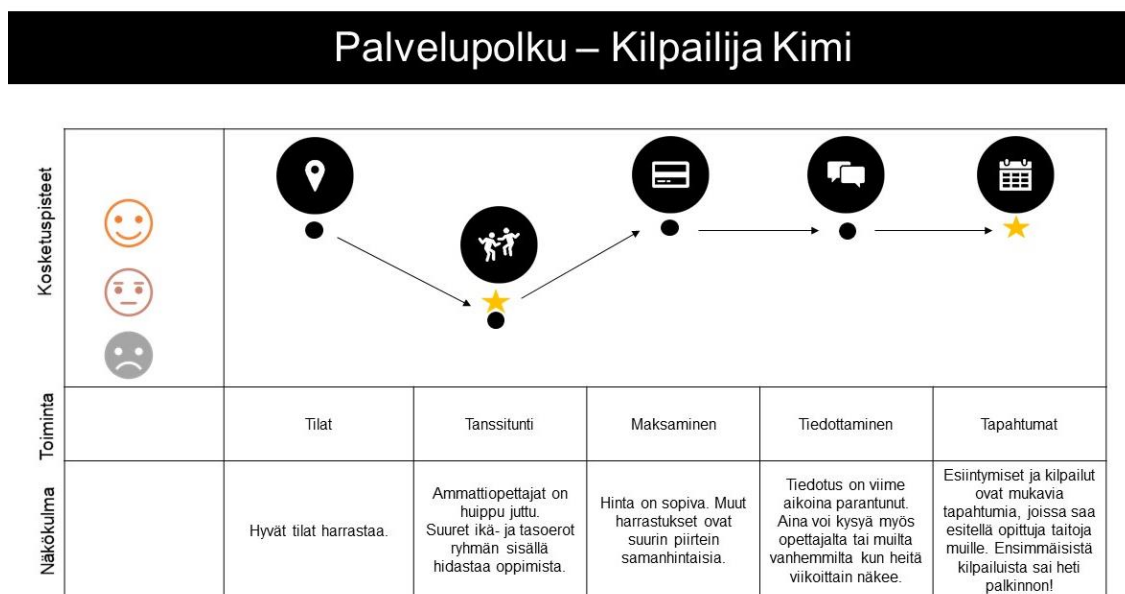 Palvelupolku – Kilpailija Kimi
Kosketuspisteet
Toiminta
Tilat
Tanssitunti
Maksaminen
Tiedottaminen
Tapahtumat
Näkökulma
Hyvät tilat harrastaa.
Ammattiopettajat on
huippu juttu.
Suuret ikä- ja tasoerot
ryhmän sisällä
hidastaa oppimista.
Hinta on sopiva. Muut
harrastukset ovat
suurin piirtein
samanhintaisia.
Tiedotus on viime
aikoina parantunut.
Aina voi kysyä myös
opettajalta tai muilta
vanhemmilta kun heitä
viikoittain näkee.
Esiintymiset ja kilpailut
ovat mukavia
tapahtumia, joissa saa
esitellä opittuja taitoja
muille. Ensimmäisistä
kilpailuista sai heti
palkinnon!